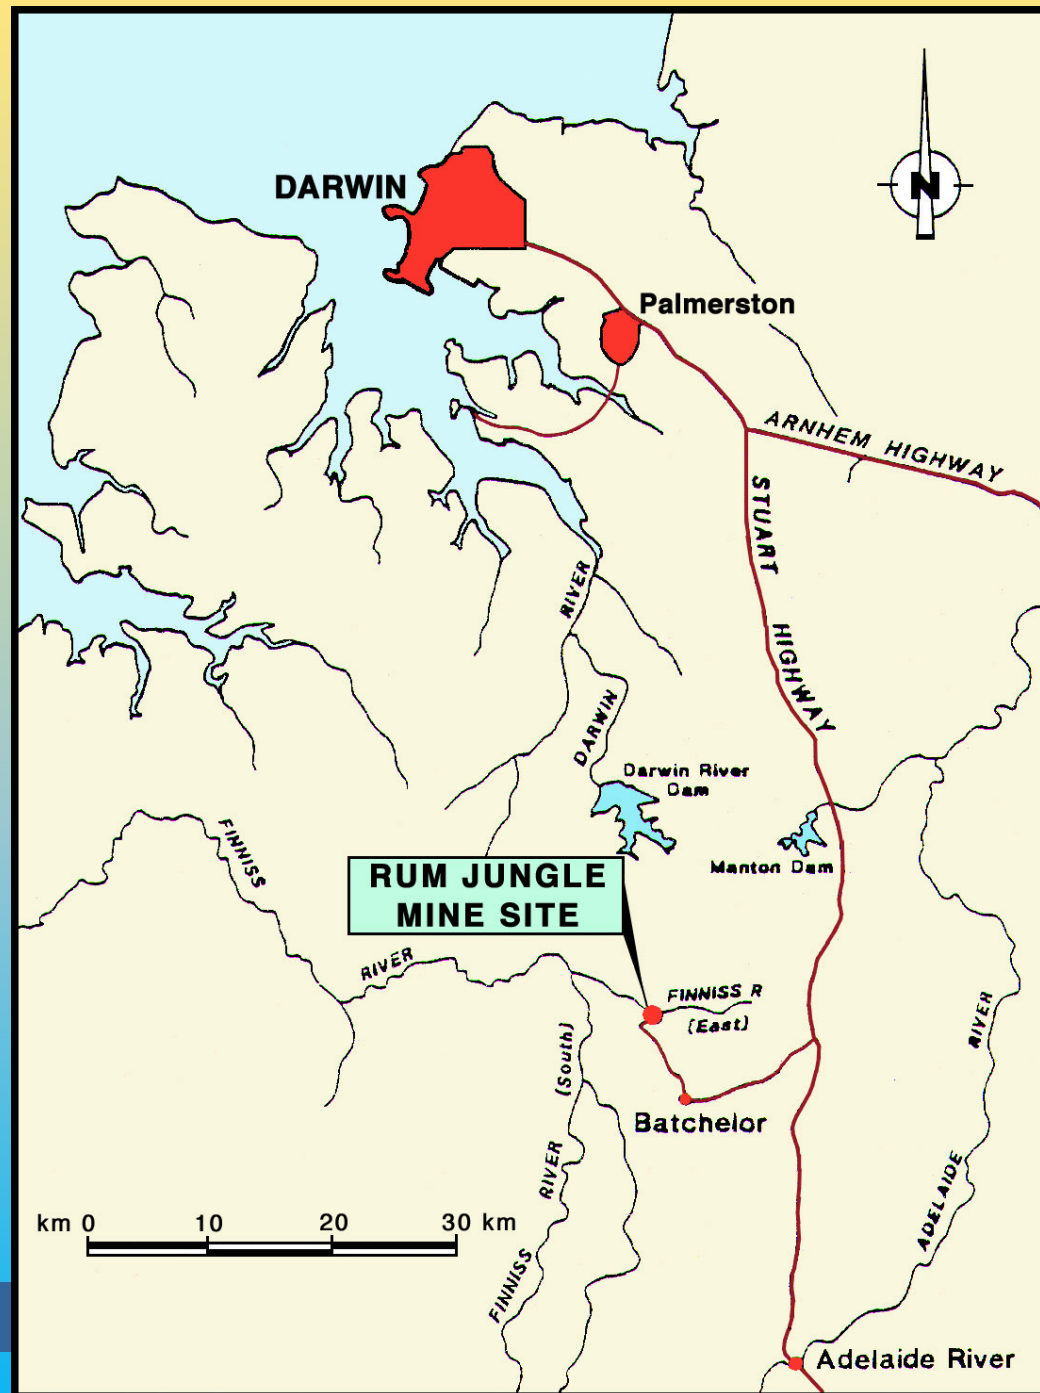 N
DARWIN
Palmerston
ARNHEM HIGHWAY
STUART
HIGHWAY
RIVER
DARWIN
Darwin River
Dam
Manton Dam
FINNISS
RUM JUNGLE
MINE SITE
RIVER
FINNISS R
(East)
RIVER
(South)
Batchelor
RIVER
ADELAIDE
km 0 10 20 30 km
FINNISS
Adelaide River